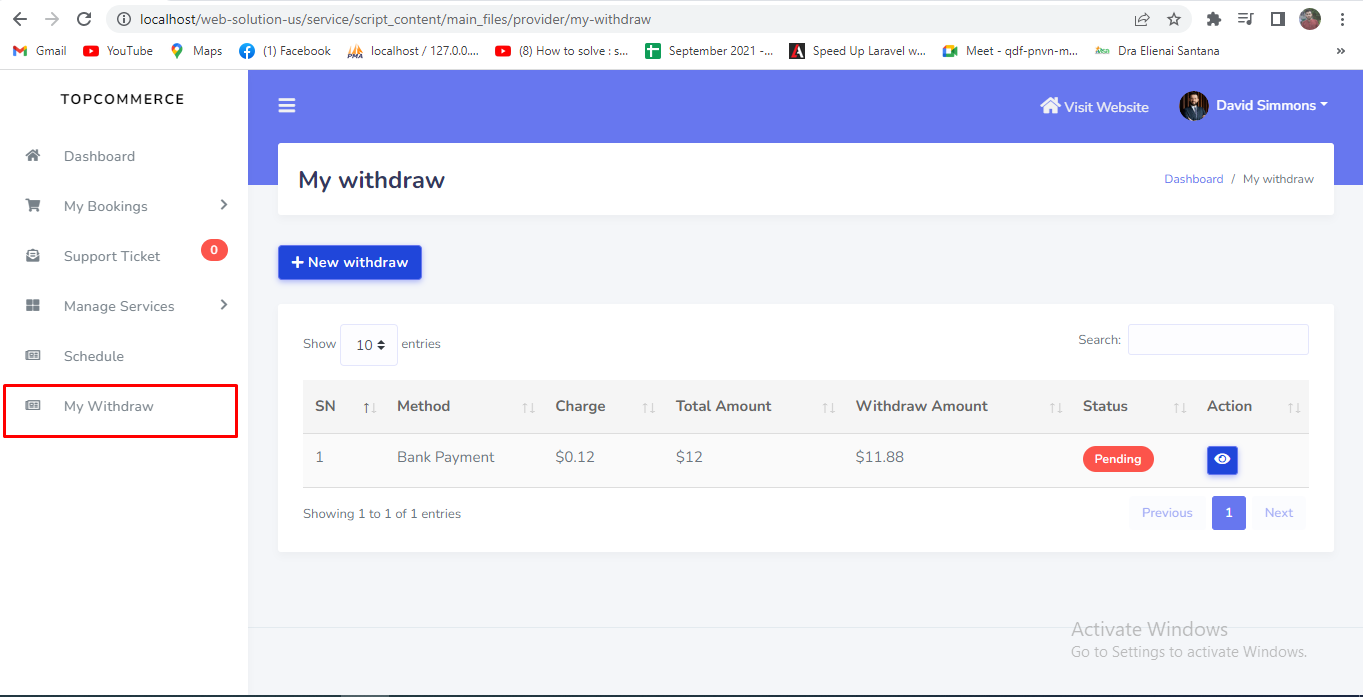 localhost/web-solution-us/service/script_content/main_files/provider/my-withdraw
Gmail YouTube Maps (1) Facebook localhost / 127.0.0.... (8) How to solve : s... September 2021 -... Speed Up Laravel w... Meet - qdf-pnvn-m... Dra Elienai Santana »
TOPCOMMERCE
Visit Website David Simmons
Dashboard
My Bookings
Support Ticket 0
Manage Services
Schedule
My Withdraw
My withdraw
Dashboard / My withdraw
New withdraw
Show 10 entries Search:
SN Method Charge Total Amount Withdraw Amount Status Action
1 Bank Payment $0.12 $12 $11.88 Pending
Showing 1 to 1 of 1 entries Previous 1 Next
Activate Windows
Go to Settings to activate Windows.